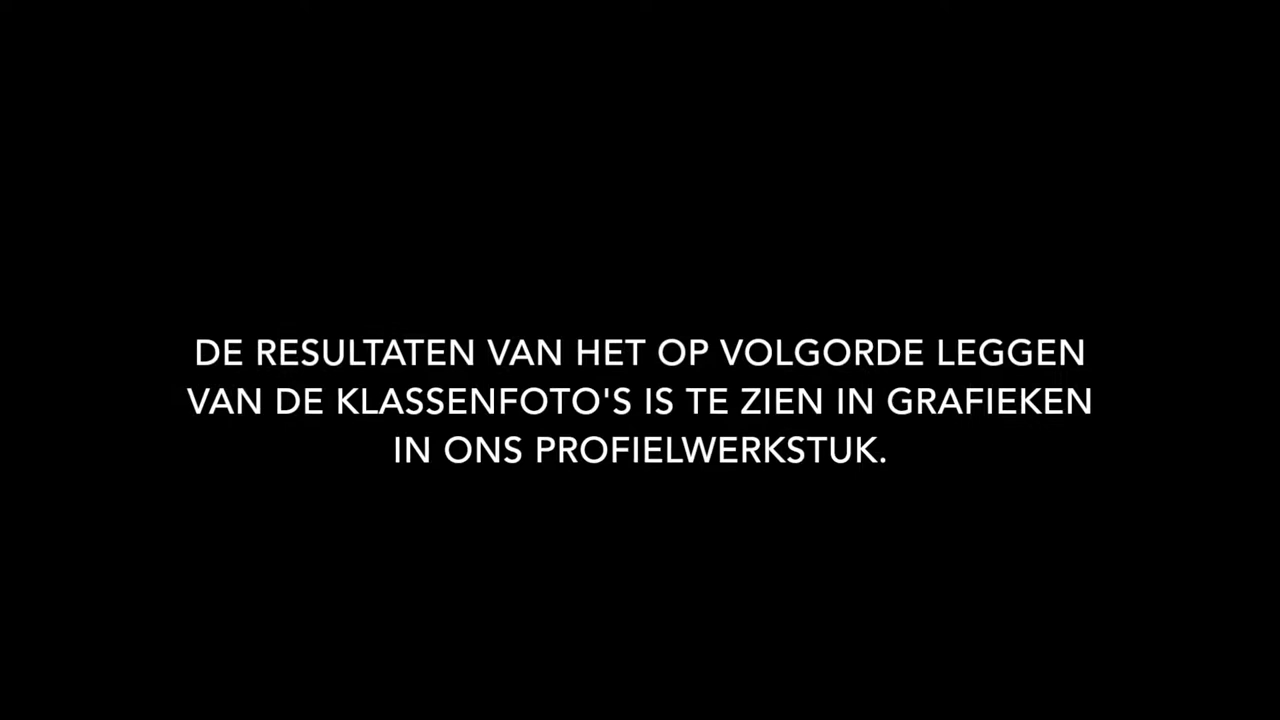 DE RESULTATEN VAN HET OP VOLGORDE LEGGEN
VAN DE KLASSENFOTO'S IS TE ZIEN IN GRAFIEKEN
IN ONS PROFIELWERKSTUK.